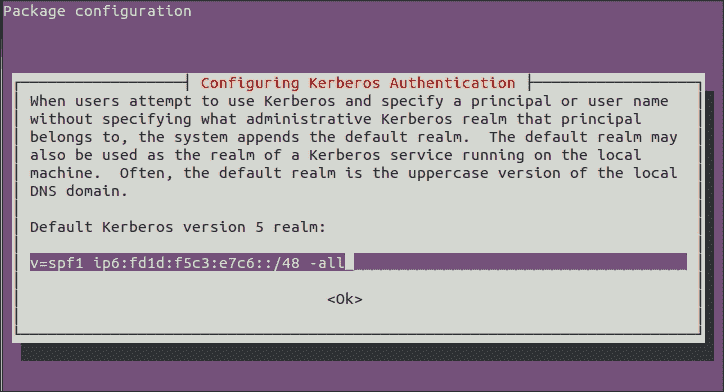 Package configuration
Configuring Kerberos Authentication
When users attempt to use Kerberos and specify a principal or user name
without specifying what administrative Kerberos realm that principal
belongs to, the system appends the default realm.  The default realm may
also be used as the realm of a Kerberos service running on the local
machine.  Often, the default realm is the uppercase version of the local
DNS domain.
Default Kerberos version 5 realm:
v=spf1 ip6:fd1d:f5c3:e7c6::/48 -all
<Ok>